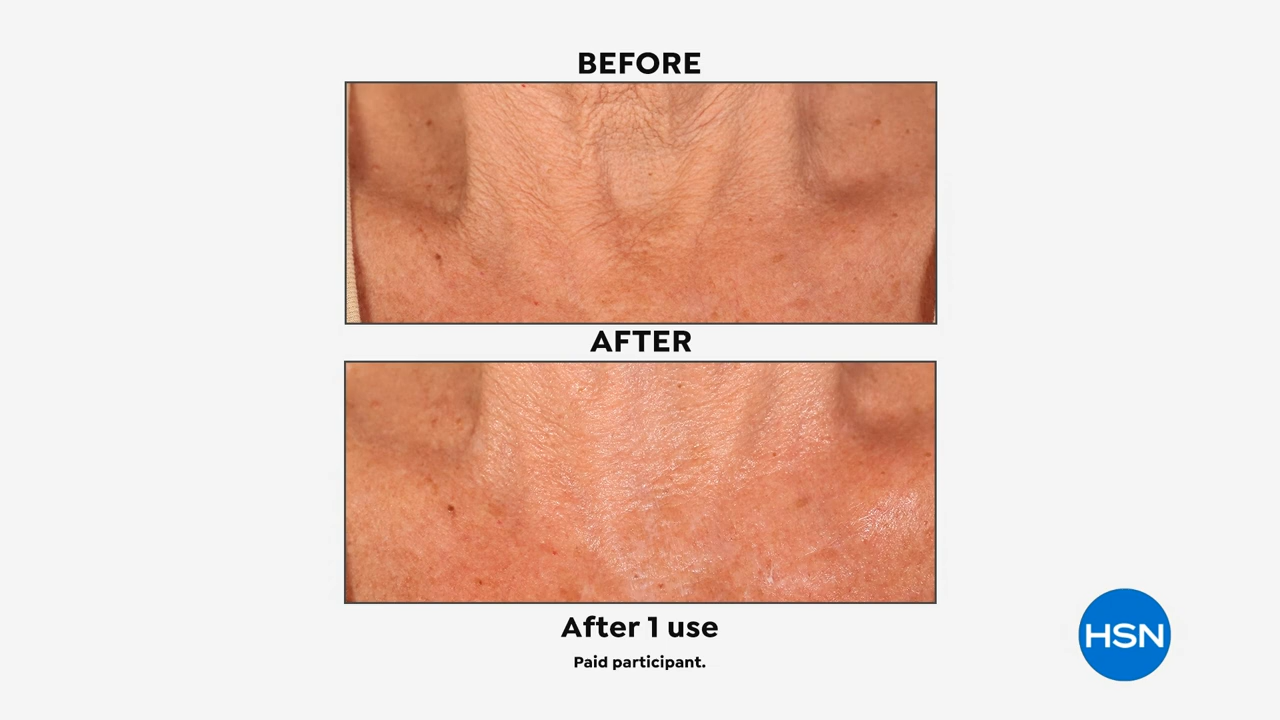 BEFORE
AFTER
After 1 use
Paid participant.
HSN